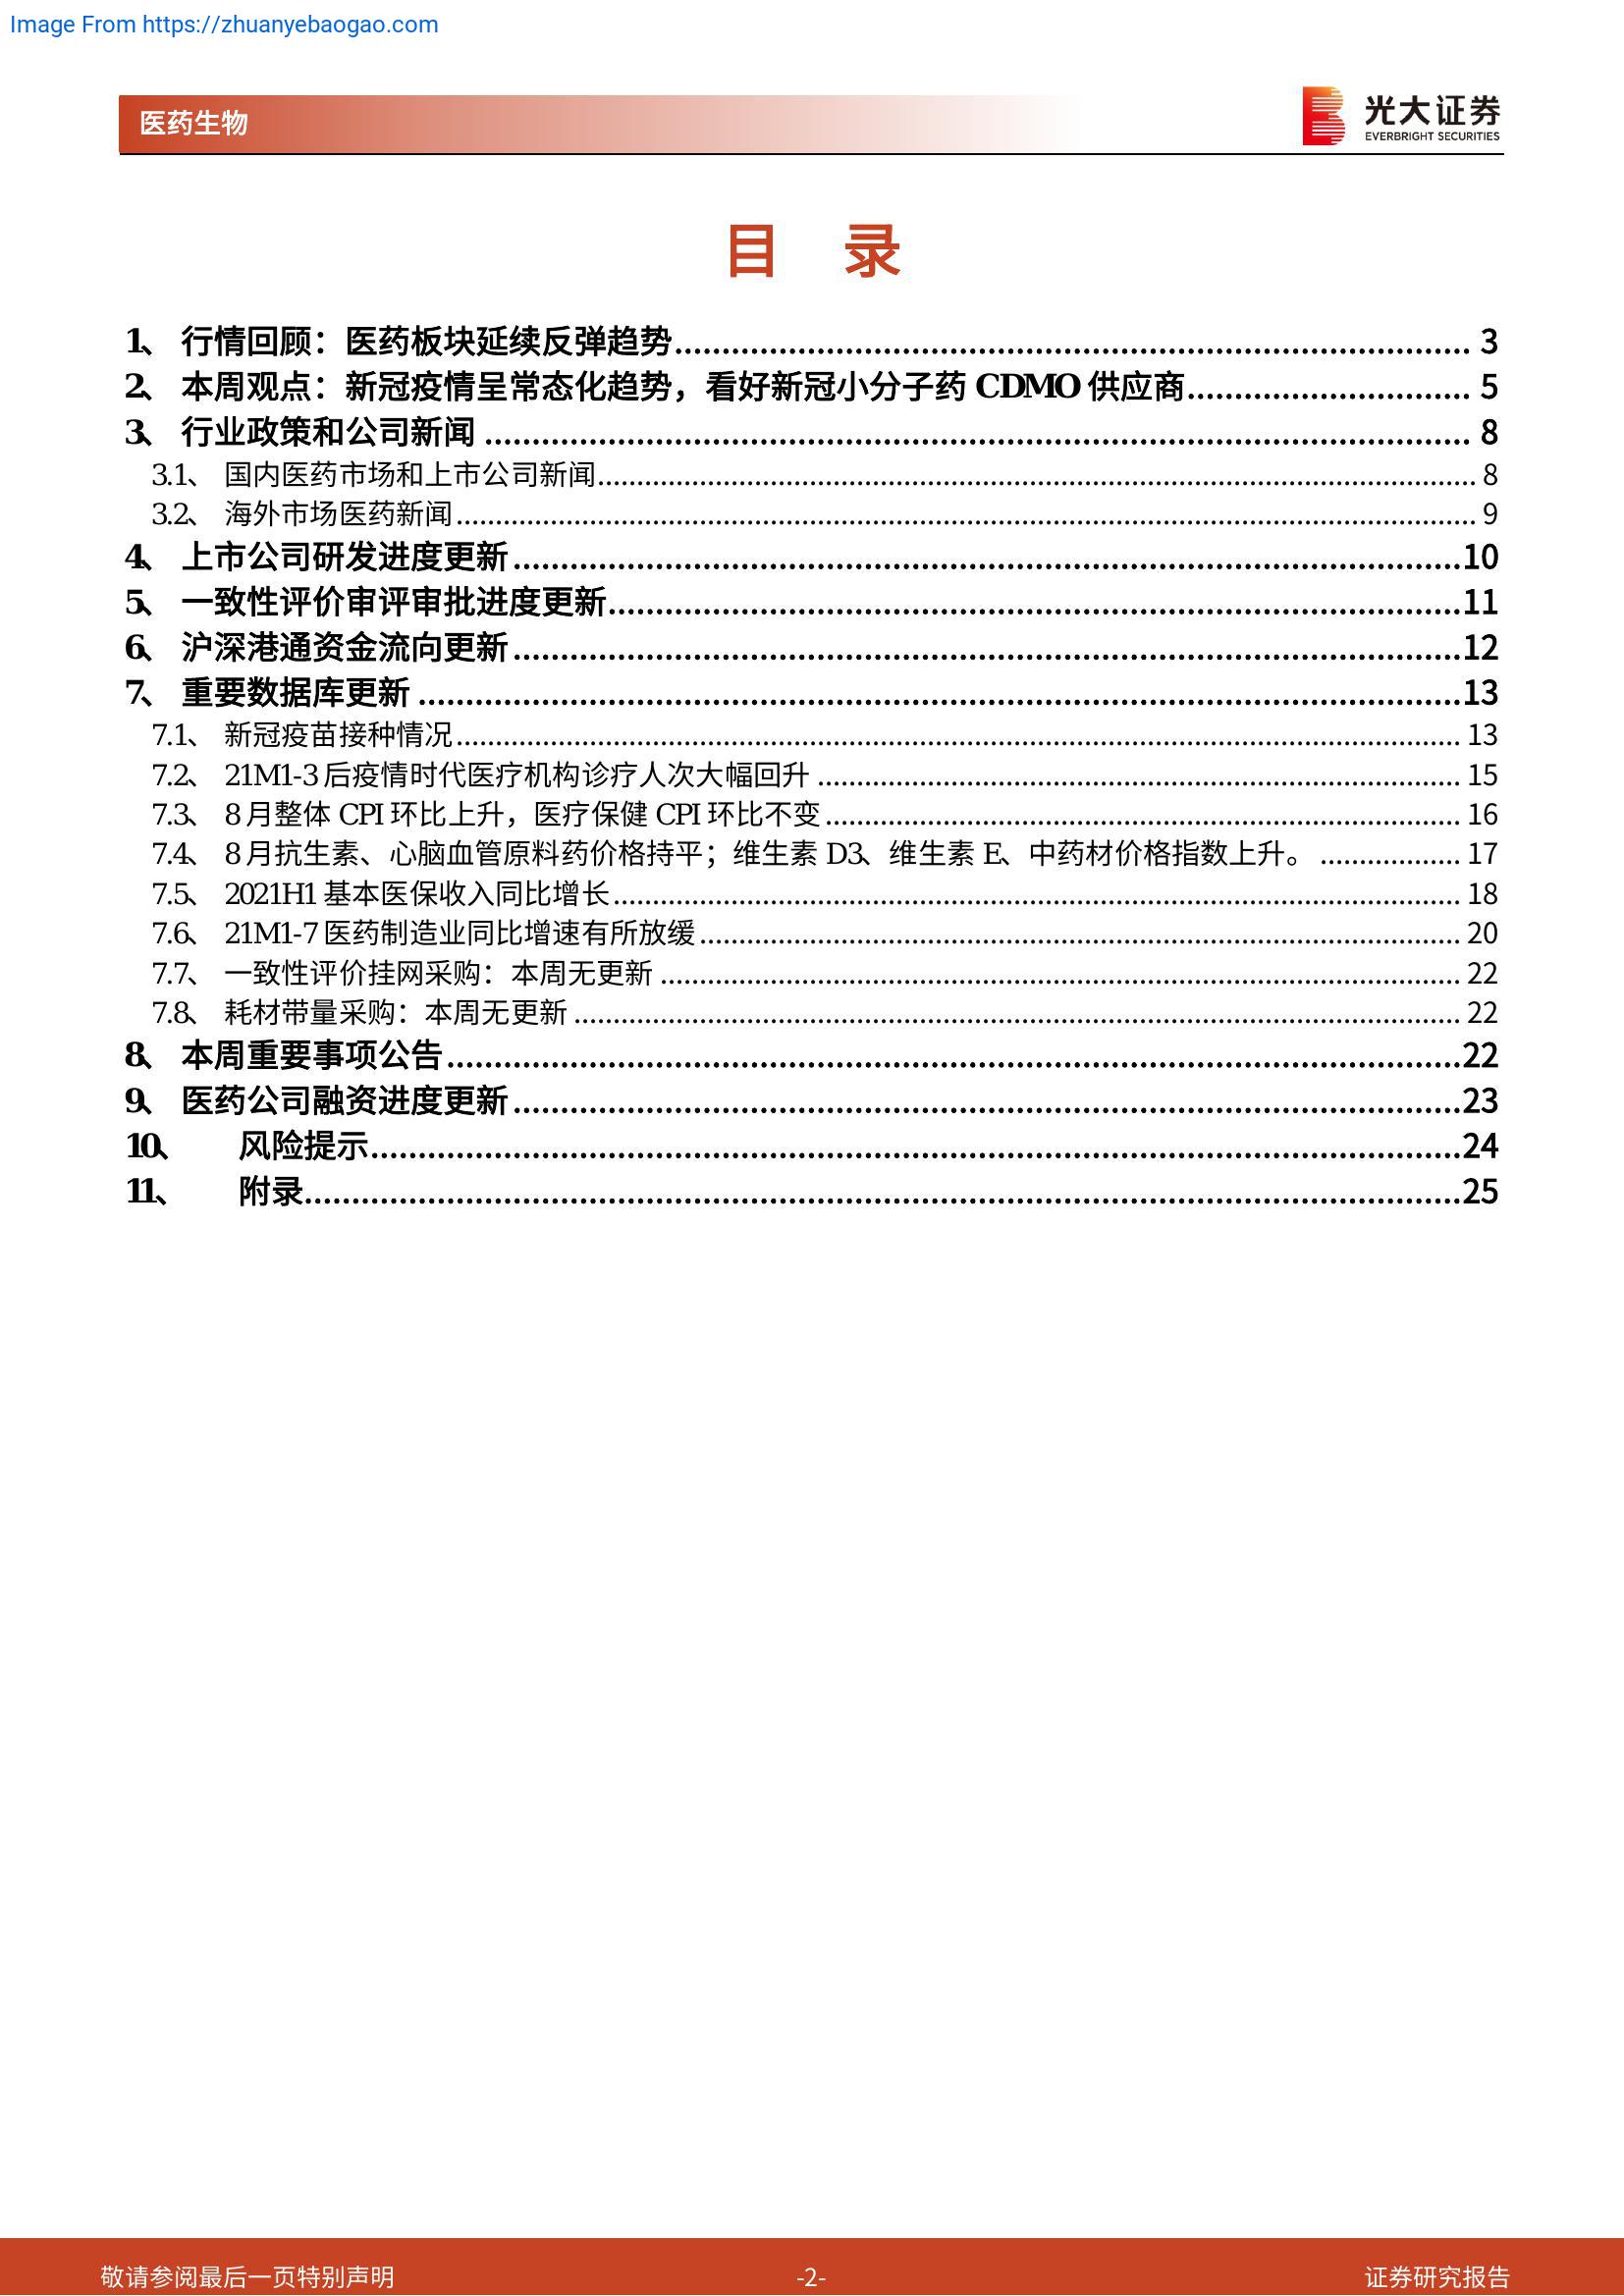 Image From https://zhuanyebaogao.com
医药生物
光大证券
EVERBRIGHT SECURITIES
目 录
1、 行情回顾：医药板块延续反弹趋势 3
2、 本周观点：新冠疫情呈常态化趋势，看好新冠小分子药 CDMO 供应商 5
3、 行业政策和公司新闻 8
3.1、 国内医药市场和上市公司新闻 8
3.2、 海外市场医药新闻 9
4、 上市公司研发进度更新 10
5、 一致性评价审评审批进度更新 11
6、 沪深港通资金流向更新 12
7、 重要数据库更新 13
7.1、 新冠疫苗接种情况 13
7.2、 21M1-3 后疫情时代医疗机构诊疗人次大幅回升 15
7.3、 8 月整体 CPI 环比上升，医疗保健 CPI 环比不变 16
7.4、 8 月抗生素、心脑血管原料药价格持平；维生素 D3、维生素 E、中药材价格指数上升。 17
7.5、 2021H1 基本医保收入同比增长 18
7.6、 21M1-7 医药制造业同比增速有所放缓 20
7.7、 一致性评价挂网采购：本周无更新 22
7.8、 耗材带量采购：本周无更新 22
8、 本周重要事项公告 22
9、 医药公司融资进度更新 23
10、 风险提示 24
11、 附录 25
敬请参阅最后一页特别声明 -2- 证券研究报告